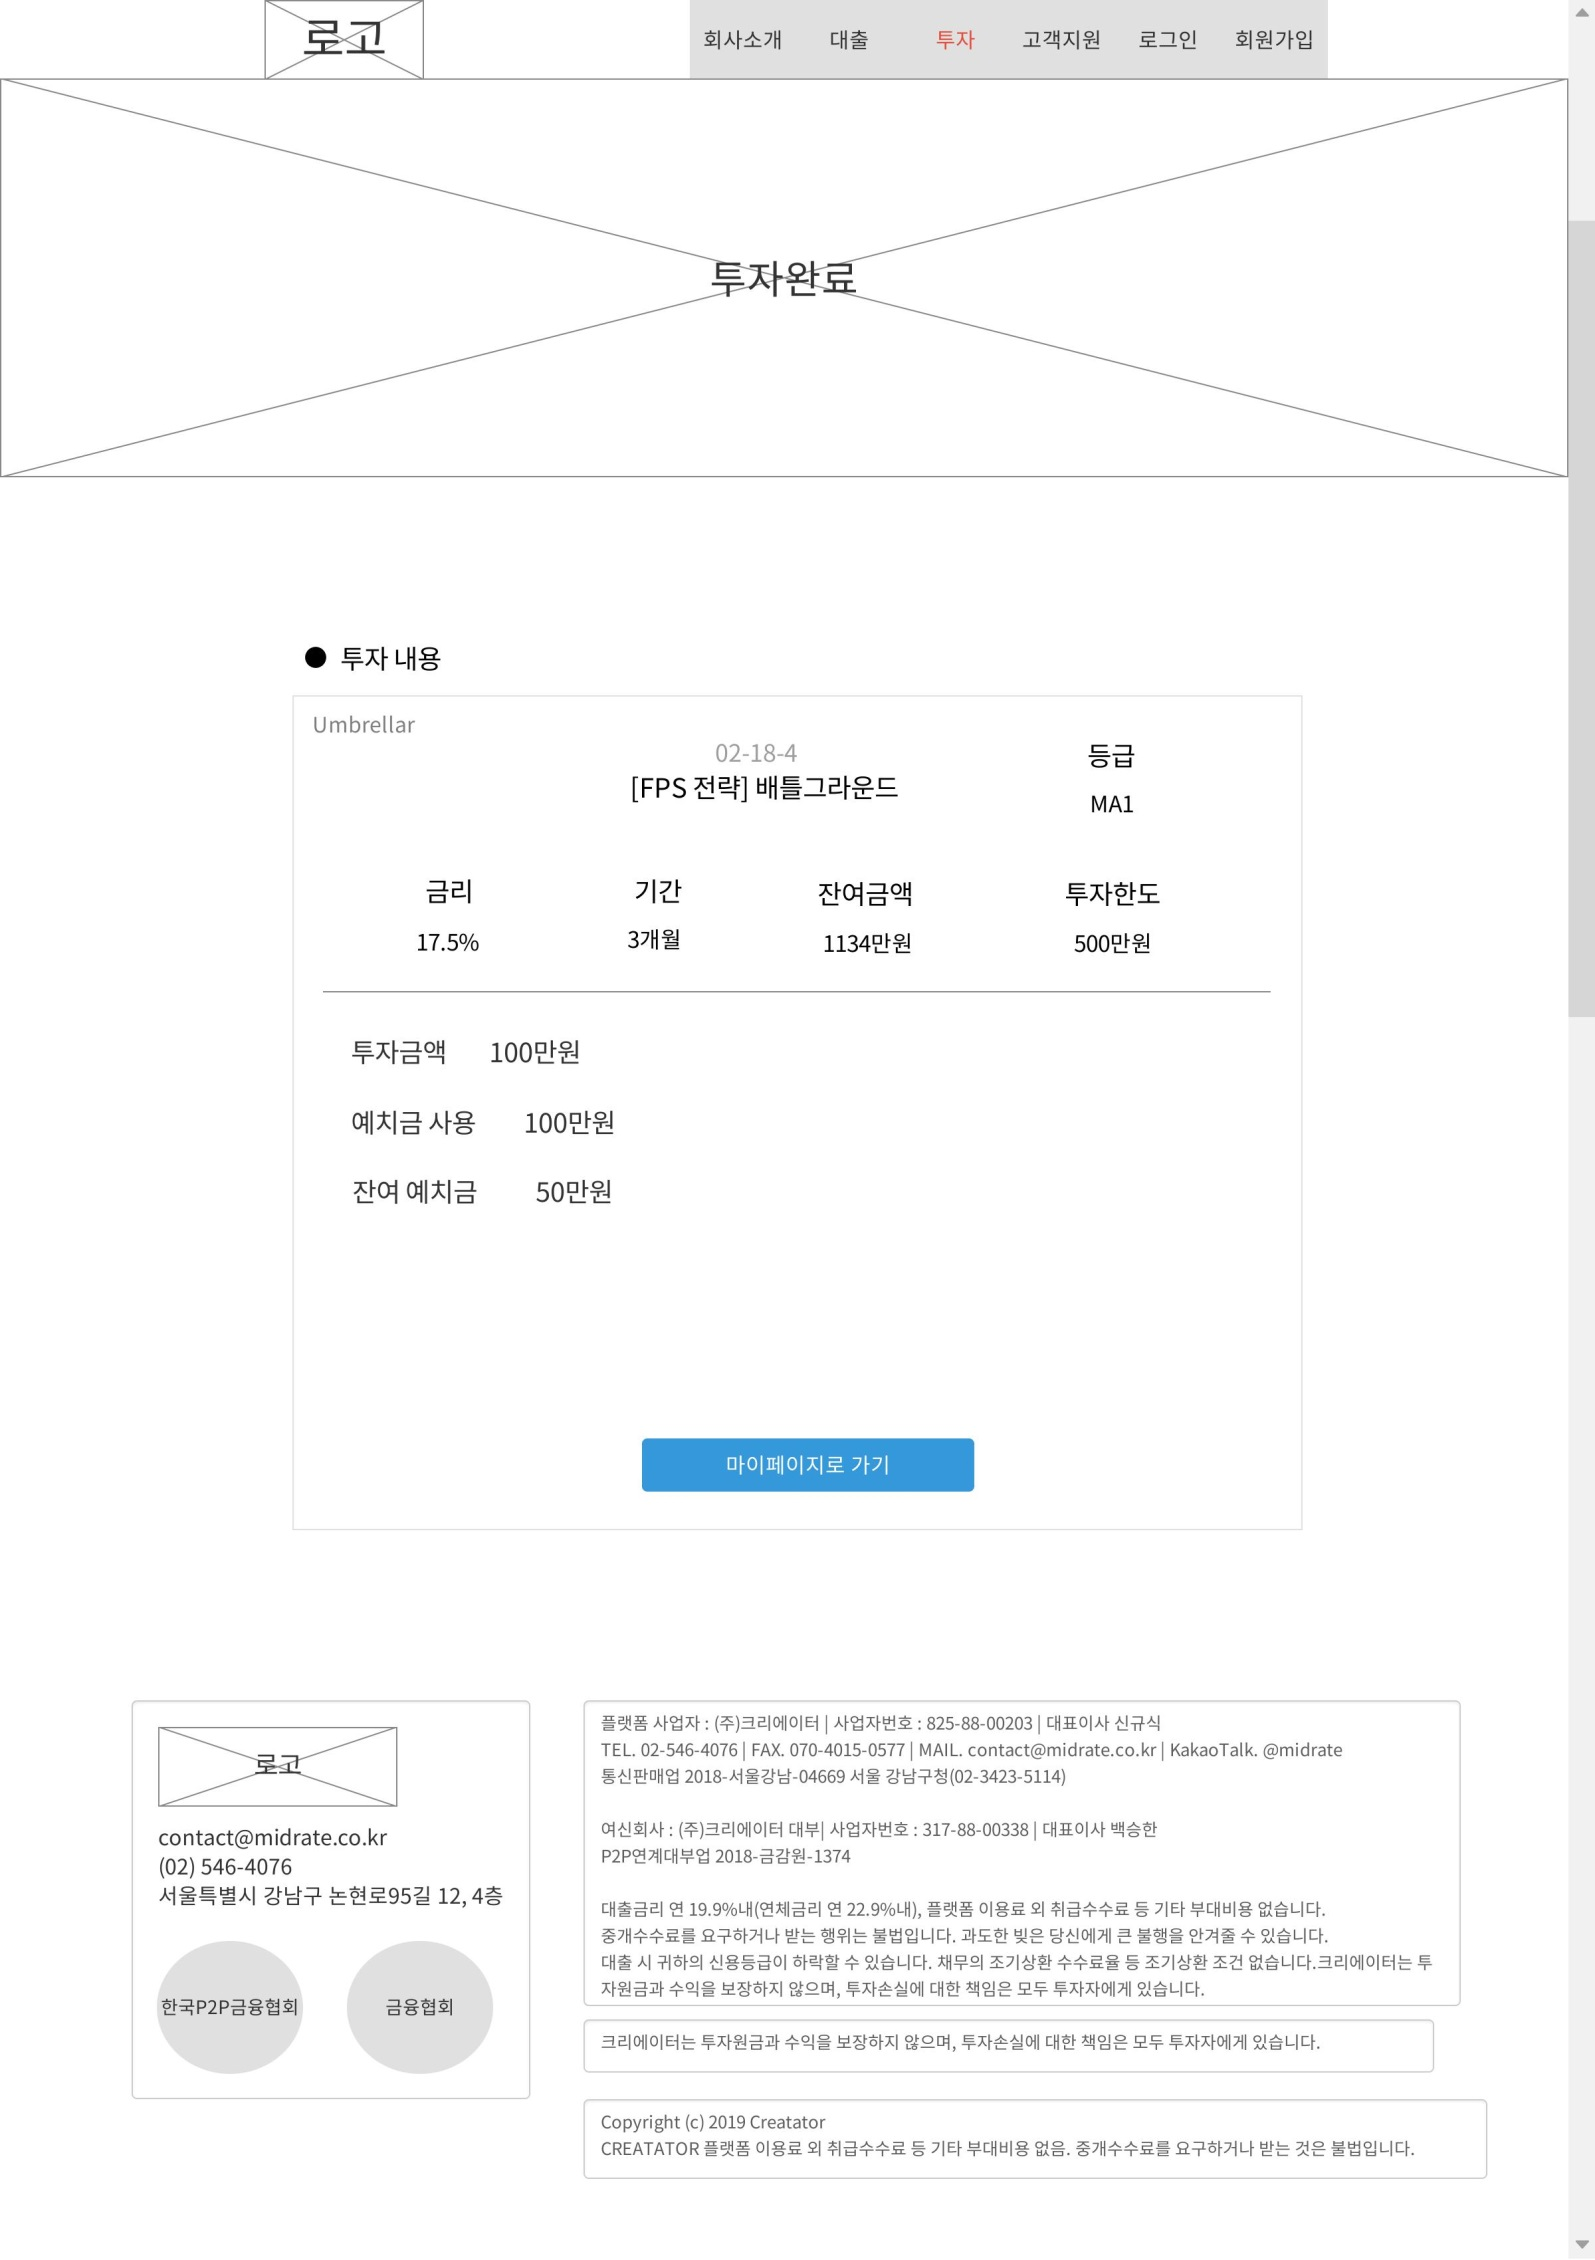 로고
회사소개 대출 투자 고객지원 로그인 회원가입
투자완료
투자 내용
Umbrellar
02-18-4
[FPS 전략] 배틀그라운드
등급
MA1
금리 기간 잔여금액 투자한도
17.5% 3개월 1134만원 500만원
투자금액 100만원
예치금 사용 100만원
잔여 예치금 50만원
마이페이지로 가기
로고
contact@midrate.co.kr
(02) 546-4076
서울특별시 강남구 논현로95길 12, 4층
한국P2P금융협회 금융협회
플랫폼 사업자 : (주)크리에이터 | 사업자번호 : 825-88-00203 | 대표이사 신규식
TEL. 02-546-4076 | FAX. 070-4015-0577 | MAIL. contact@midrate.co.kr | KakaoTalk. @midrate
통신판매업 2018-서울강남-04669 서울 강남구청(02-3423-5114)
여신회사 : (주)크리에이터 대부| 사업자번호 : 317-88-00338 | 대표이사 백승한
P2P연계대부업 2018-금감원-1374
대출금리 연 19.9%내(연체금리 연 22.9%내), 플랫폼 이용료 외 취급수수료 등 기타 부대비용 없습니다.
중개수수료를 요구하거나 받는 행위는 불법입니다. 과도한 빚은 당신에게 큰 불행을 안겨줄 수 있습니다.
대출 시 귀하의 신용등급이 하락할 수 있습니다. 채무의 조기상환 수수료율 등 조기상환 조건 없습니다.크리에이터는 투
자원금과 수익을 보장하지 않으며, 투자손실에 대한 책임은 모두 투자자에게 있습니다.
크리에이터는 투자원금과 수익을 보장하지 않으며, 투자손실에 대한 책임은 모두 투자자에게 있습니다.
Copyright (c) 2019 Creatator
CREATATOR 플랫폼 이용료 외 취급수수료 등 기타 부대비용 없음. 중개수수료를 요구하거나 받는 것은 불법입니다.